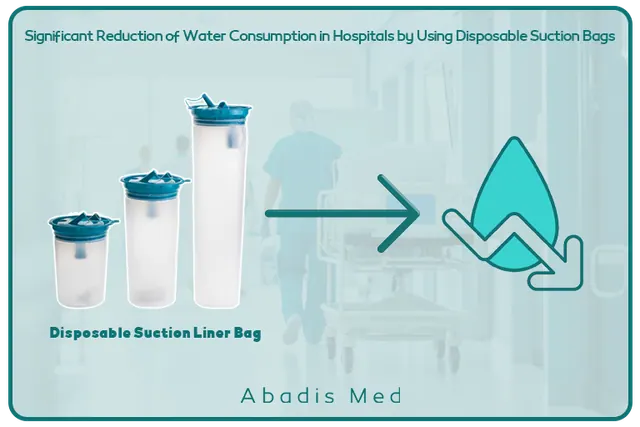 Significant Reduction of Water Consumption in Hospitals by Using Disposable Suction Bags
Disposable Suction Liner Bag
Abadis Med